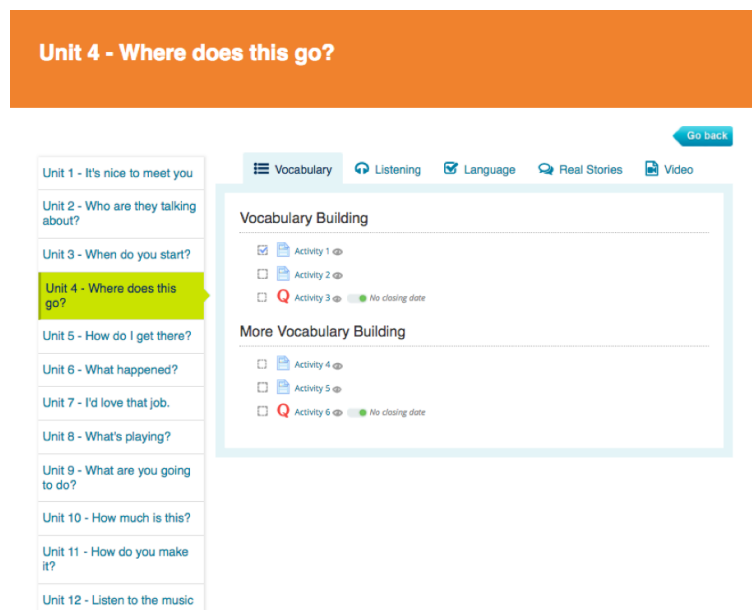 Unit 4 - Where does this go?
Go back
Unit 1 - It's nice to meet you
Unit 2 - Who are they talking
about?
Unit 3 - When do you start?
Unit 4 - Where does this
go?
Unit 5 - How do I get there?
Unit 6 - What happened?
Unit 7 - I'd love that job.
Unit 8 - What's playing?
Unit 9 - What are you going
to do?
Unit 10 - How much is this?
Unit 11 - How do you make
it?
Unit 12 - Listen to the music
Vocabulary Listening Language Real Stories Video
Vocabulary Building
Activity 1
Activity 2
Q Activity 3 No closing date
More Vocabulary Building
Activity 4
Activity 5
Q Activity 6 No closing date